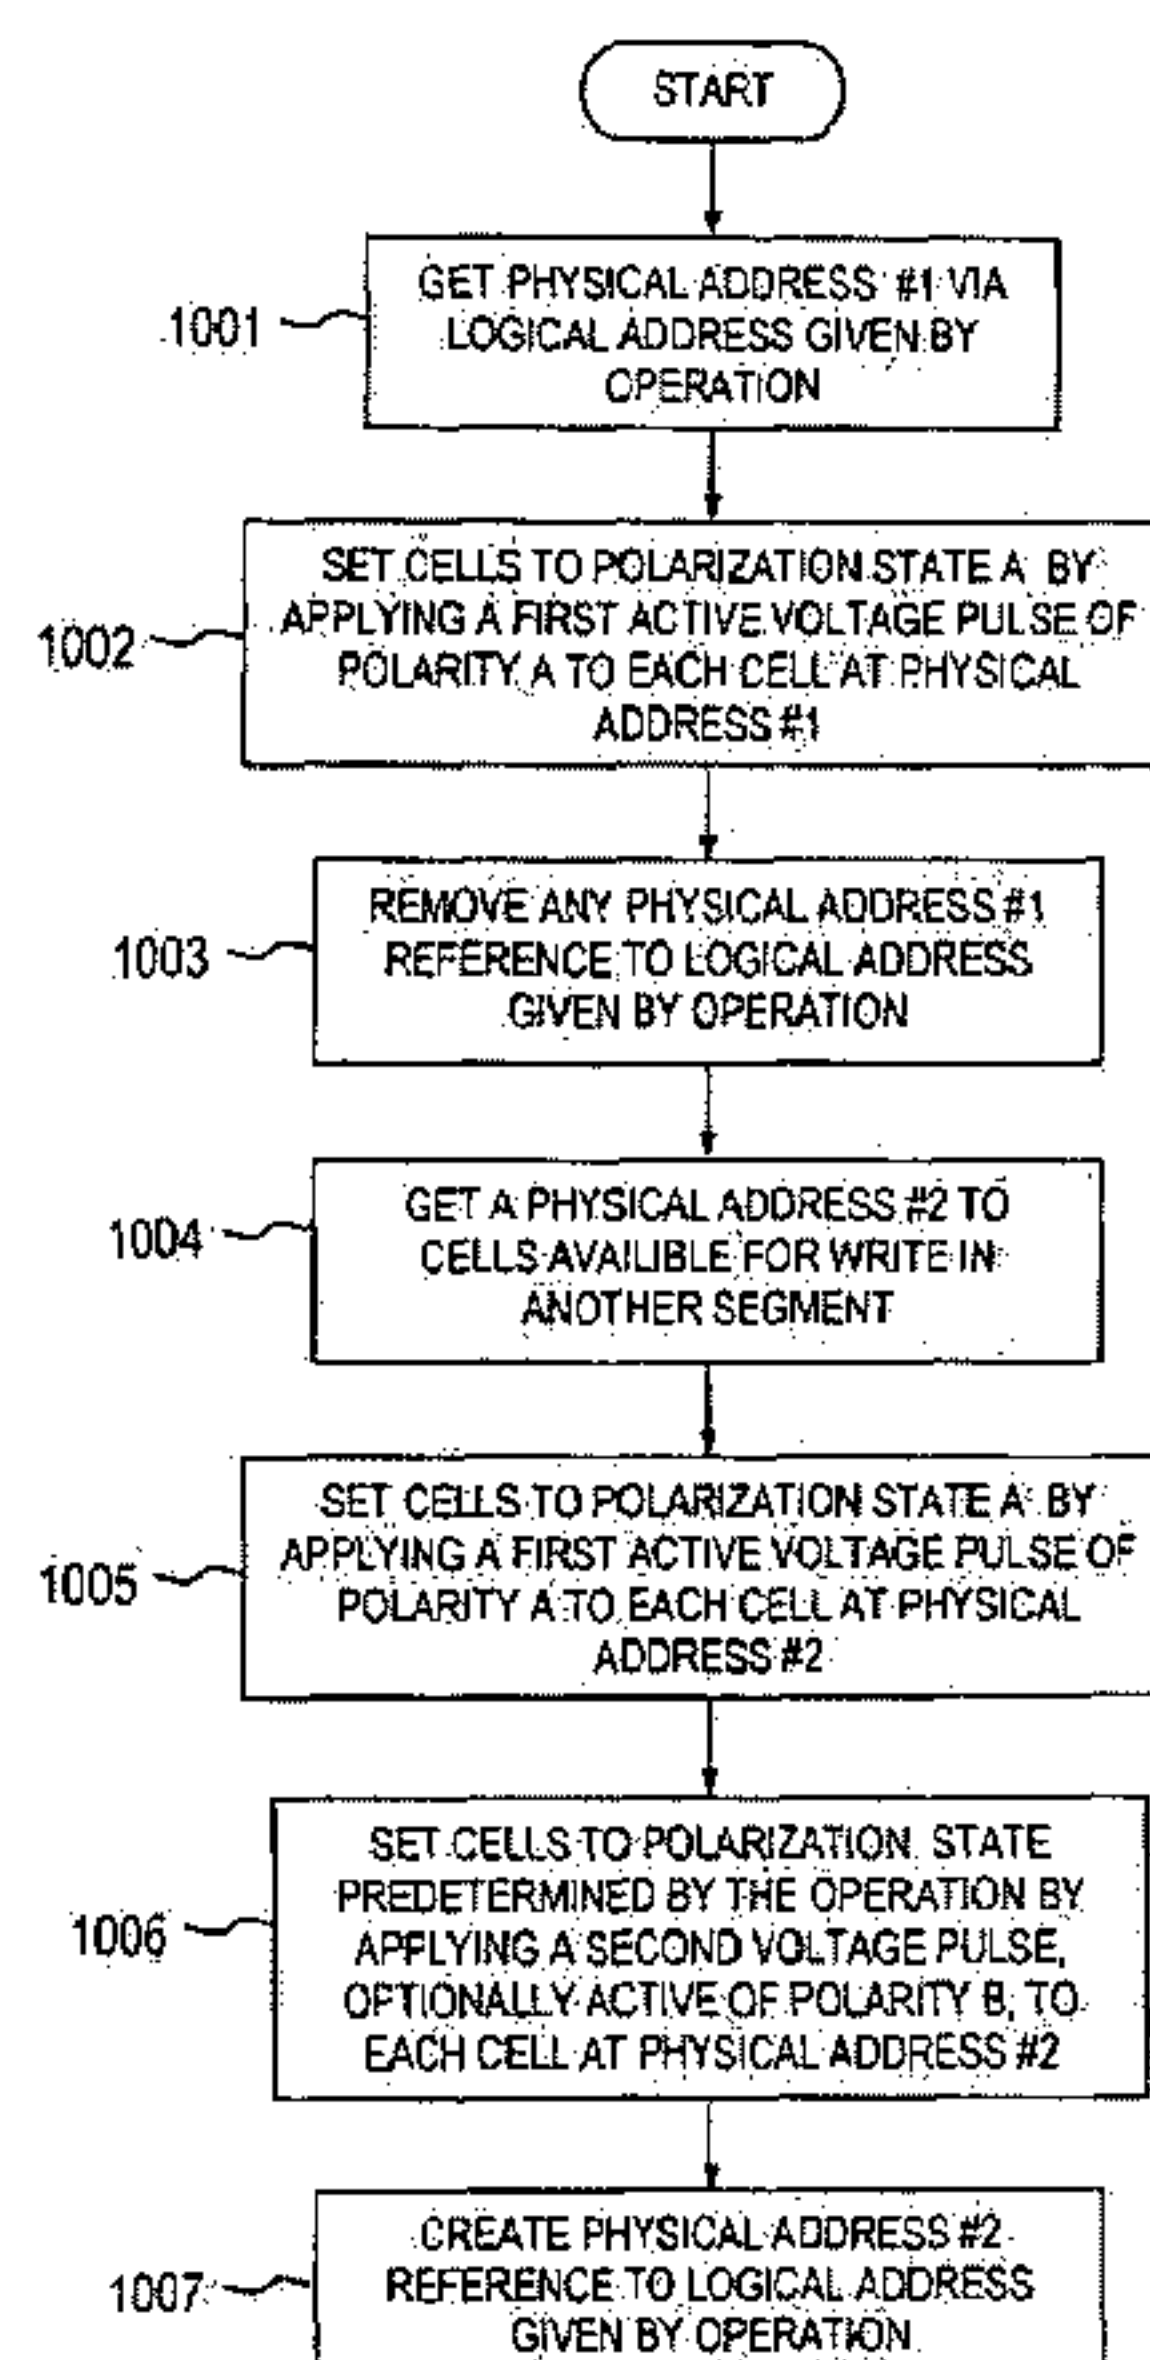 START
1001
GET PHYSICAL ADDRESS #1 VIA
LOGICAL ADDRESS GIVEN BY
OPERATION
1002
SET CELLS TO POLARIZATION STATE A BY
APPLYING A FIRST ACTIVE VOLTAGE PULSE OF
POLARITY A TO EACH CELL AT PHYSICAL
ADDRESS #1
1003
REMOVE ANY PHYSICAL ADDRESS #1
REFERENCE TO LOGICAL ADDRESS
GIVEN BY OPERATION
1004
GET A PHYSICAL ADDRESS #2 TO
CELLS AVAILIBLE FOR WRITE IN
ANOTHER SEGMENT
1005
SET CELLS TO POLARIZATION STATE A BY
APPLYING A FIRST ACTIVE VOLTAGE PULSE OF
POLARITY A TO EACH CELL AT PHYSICAL
ADDRESS #2
1006
SET CELLS TO POLARIZATION STATE
PREDETERMINED BY THE OPERATION BY
APPLYING A SECOND VOLTAGE PULSE,
OPTIONALLY ACTIVE OF POLARITY B, TO
EACH CELL AT PHYSICAL ADDRESS #2
1007
CREATE PHYSICAL ADDRESS #2
REFERENCE TO LOGICAL ADDRESS
GIVEN BY OPERATION